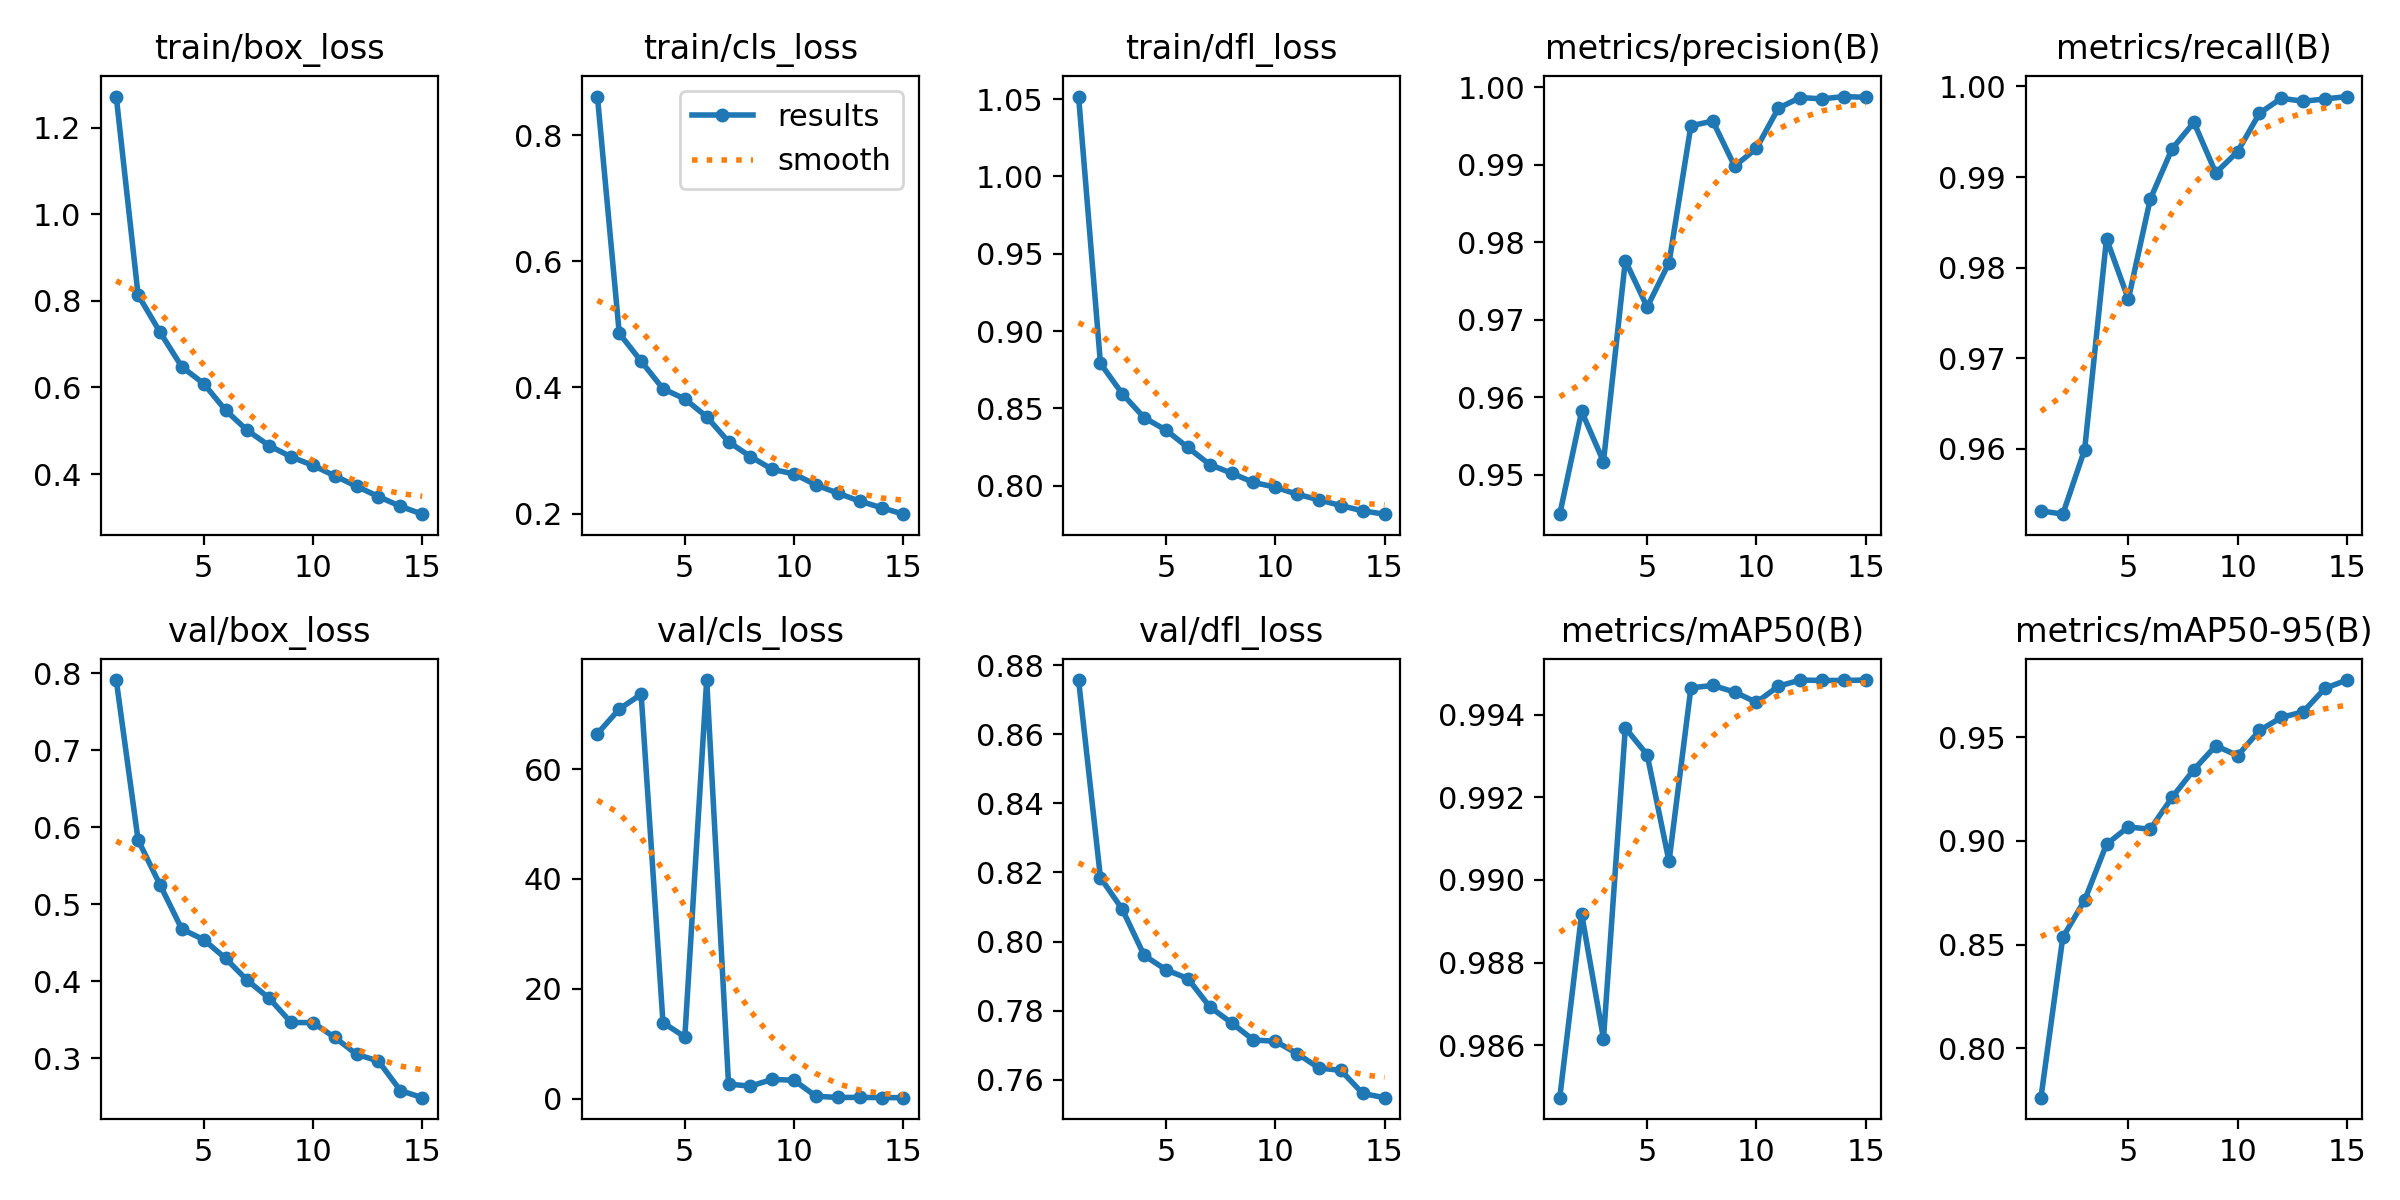 train/box_loss
train/cls_loss
train/dfl_loss
metrics/precision(B)
metrics/recall(B)
1.2
1.0
0.8
0.6
0.4
5 10 15
0.8
0.6
0.4
0.2
5 10 15
results
smooth
1.05
1.00
0.95
0.90
0.85
0.80
5 10 15
1.00
0.99
0.98
0.97
0.96
0.95
5 10 15
1.00
0.99
0.98
0.97
0.96
5 10 15
val/box_loss
val/cls_loss
val/dfl_loss
metrics/mAP50(B)
metrics/mAP50-95(B)
0.8
0.7
0.6
0.5
0.4
0.3
5 10 15
60
40
20
0
5 10 15
0.88
0.86
0.84
0.82
0.80
0.78
0.76
5 10 15
0.994
0.992
0.990
0.988
0.986
5 10 15
0.95
0.90
0.85
0.80
5 10 15